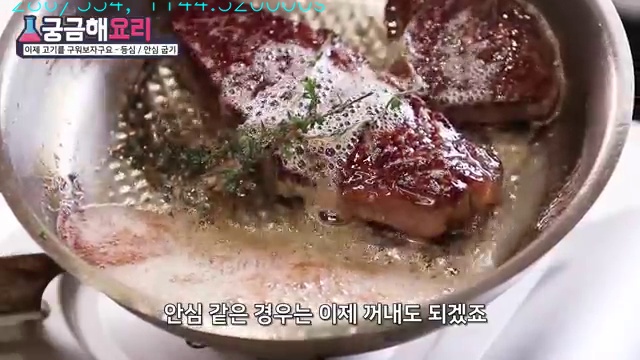 궁금해요리
이제 고기를 구워보자구요 - 등심 / 안심 굽기
안심 같은 경우는 이제 꺼내도 되겠죠